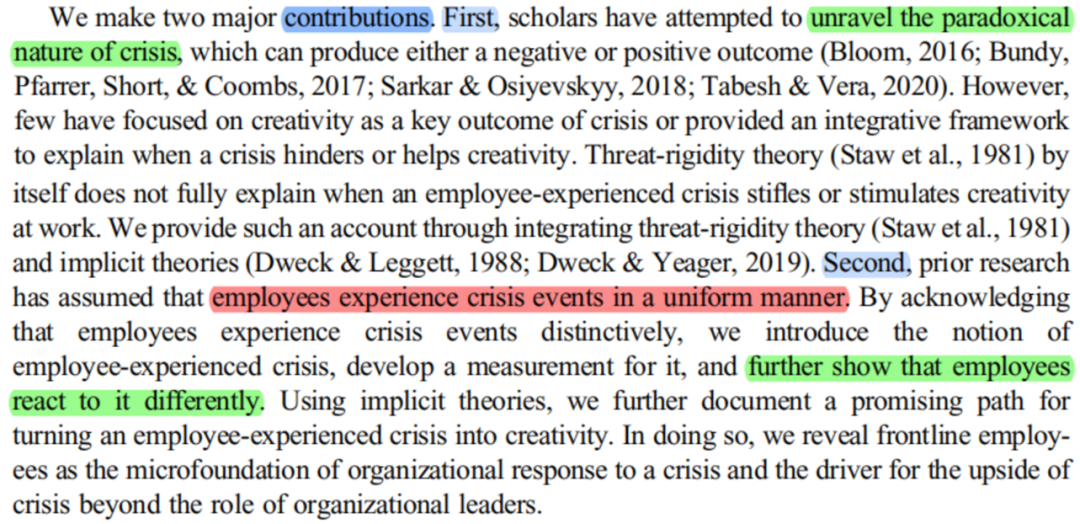 We make two major contributions. First, scholars have attempted to unravel the paradoxical
nature of crisis, which can produce either a negative or positive outcome (Bloom, 2016; Bundy,
Pfarrer, Short, & Coombs, 2017; Sarkar & Osiyevskyy, 2018; Tabesh & Vera, 2020). However,
few have focused on creativity as a key outcome of crisis or provided an integrative framework
to explain when a crisis hinders or helps creativity. Threat-rigidity theory (Staw et al., 1981) by
itself does not fully explain when an employee-experienced crisis stifles or stimulates creativity
at work. We provide such an account through integrating threat-rigidity theory (Staw et al., 1981)
and implicit theories (Dweck & Leggett, 1988; Dweck & Yeager, 2019). Second, prior research
has assumed that employees experience crisis events in a uniform manner. By acknowledging
that employees experience crisis events distinctively, we introduce the notion of
employee-experienced crisis, develop a measurement for it, and further show that employees
react to it differently. Using implicit theories, we further document a promising path for
turning an employee-experienced crisis into creativity. In doing so, we reveal frontline employ-
ees as the microfoundation of organizational response to a crisis and the driver for the upside of
crisis beyond the role of organizational leaders.